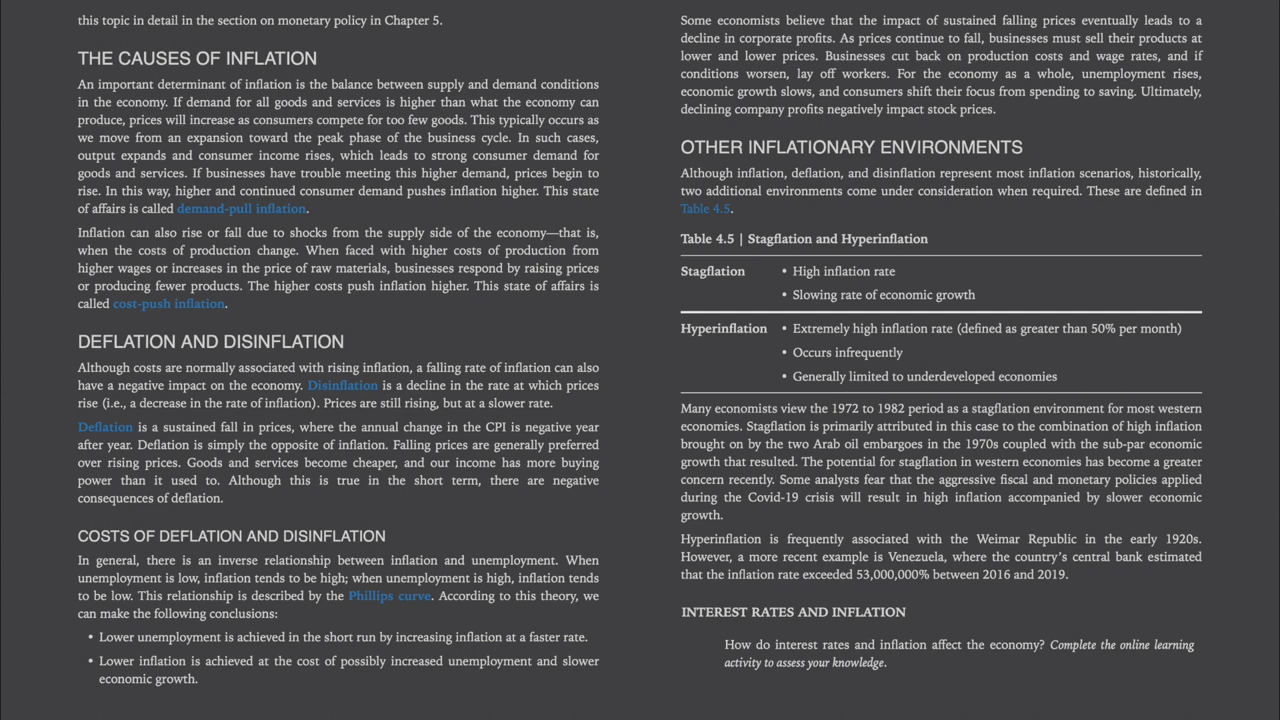 this topic in detail in the section on monetary policy in Chapter 5.
THE CAUSES OF INFLATION
An important determinant of inflation is the balance between supply and demand conditions
in the economy. If demand for all goods and services is higher than what the economy can
produce, prices will increase as consumers compete for too few goods. This typically occurs as
we move from an expansion toward the peak phase of the business cycle. In such cases,
output expands and consumer income rises, which leads to strong consumer demand for
goods and services. If businesses have trouble meeting this higher demand, prices begin to
rise. In this way, higher and continued consumer demand pushes inflation higher. This state
of affairs is called demand-pull inflation.
Inflation can also rise or fall due to shocks from the supply side of the economy—that is,
when the costs of production change. When faced with higher costs of production from
higher wages or increases in the price of raw materials, businesses respond by raising prices
or producing fewer products. The higher costs push inflation higher. This state of affairs is
called cost-push inflation.
DEFLATION AND DISINFLATION
Although costs are normally associated with rising inflation, a falling rate of inflation can also
have a negative impact on the economy. Disinflation is a decline in the rate at which prices
rise (i.e., a decrease in the rate of inflation). Prices are still rising, but at a slower rate.
Deflation is a sustained fall in prices, where the annual change in the CPI is negative year
after year. Deflation is simply the opposite of inflation. Falling prices are generally preferred
over rising prices. Goods and services become cheaper, and our income has more buying
power than it used to. Although this is true in the short term, there are negative
consequences of deflation.
COSTS OF DEFLATION AND DISINFLATION
In general, there is an inverse relationship between inflation and unemployment. When
unemployment is low, inflation tends to be high; when unemployment is high, inflation tends
to be low. This relationship is described by the Phillips curve. According to this theory, we
can make the following conclusions:
• Lower unemployment is achieved in the short run by increasing inflation at a faster rate.
• Lower inflation is achieved at the cost of possibly increased unemployment and slower
economic growth.
Some economists believe that the impact of sustained falling prices eventually leads to a
decline in corporate profits. As prices continue to fall, businesses must sell their products at
lower and lower prices. Businesses cut back on production costs and wage rates, and if
conditions worsen, lay off workers. For the economy as a whole, unemployment rises,
economic growth slows, and consumers shift their focus from spending to saving. Ultimately,
declining company profits negatively impact stock prices.
OTHER INFLATIONARY ENVIRONMENTS
Although inflation, deflation, and disinflation represent most inflation scenarios, historically,
two additional environments come under consideration when required. These are defined in
Table 4.5.
Table 4.5 | Stagflation and Hyperinflation
Stagflation • High inflation rate
• Slowing rate of economic growth
Hyperinflation • Extremely high inflation rate (defined as greater than 50% per month)
• Occurs infrequently
• Generally limited to underdeveloped economies
Many economists view the 1972 to 1982 period as a stagflation environment for most western
economies. Stagflation is primarily attributed in this case to the combination of high inflation
brought on by the two Arab oil embargoes in the 1970s coupled with the sub-par economic
growth that resulted. The potential for stagflation in western economies has become a greater
concern recently. Some analysts fear that the aggressive fiscal and monetary policies applied
during the Covid-19 crisis will result in high inflation accompanied by slower economic
growth.
Hyperinflation is frequently associated with the Weimar Republic in the early 1920s.
However, a more recent example is Venezuela, where the country's central bank estimated
that the inflation rate exceeded 53,000,000% between 2016 and 2019.
INTEREST RATES AND INFLATION
How do interest rates and inflation affect the economy? Complete the online learning
activity to assess your knowledge.